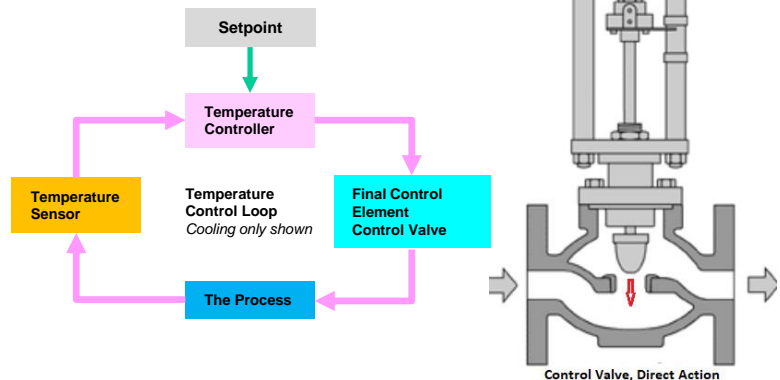 Setpoint
Temperature
Controller
Temperature
Sensor
Temperature
Control Loop
Cooling only shown
Final Control
Element
Control Valve
The Process
Control Valve, Direct Action